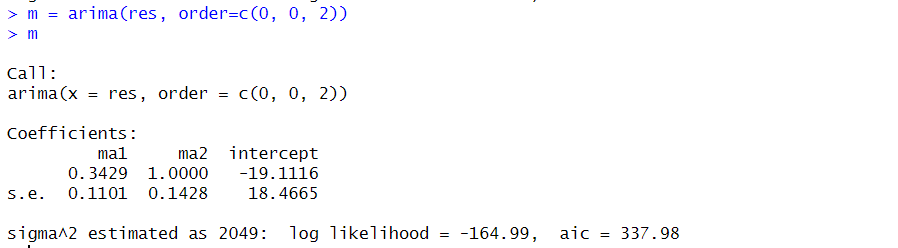 > m = arima(res, order=c(0, 0, 2))
> m
Call:
arima(x = res, order = c(0, 0, 2))
Coefficients:
ma1 ma2 intercept
0.3429 1.0000 -19.1116
s.e. 0.1101 0.1428 18.4665
sigma^2 estimated as 2049: log likelihood = -164.99, aic = 337.98